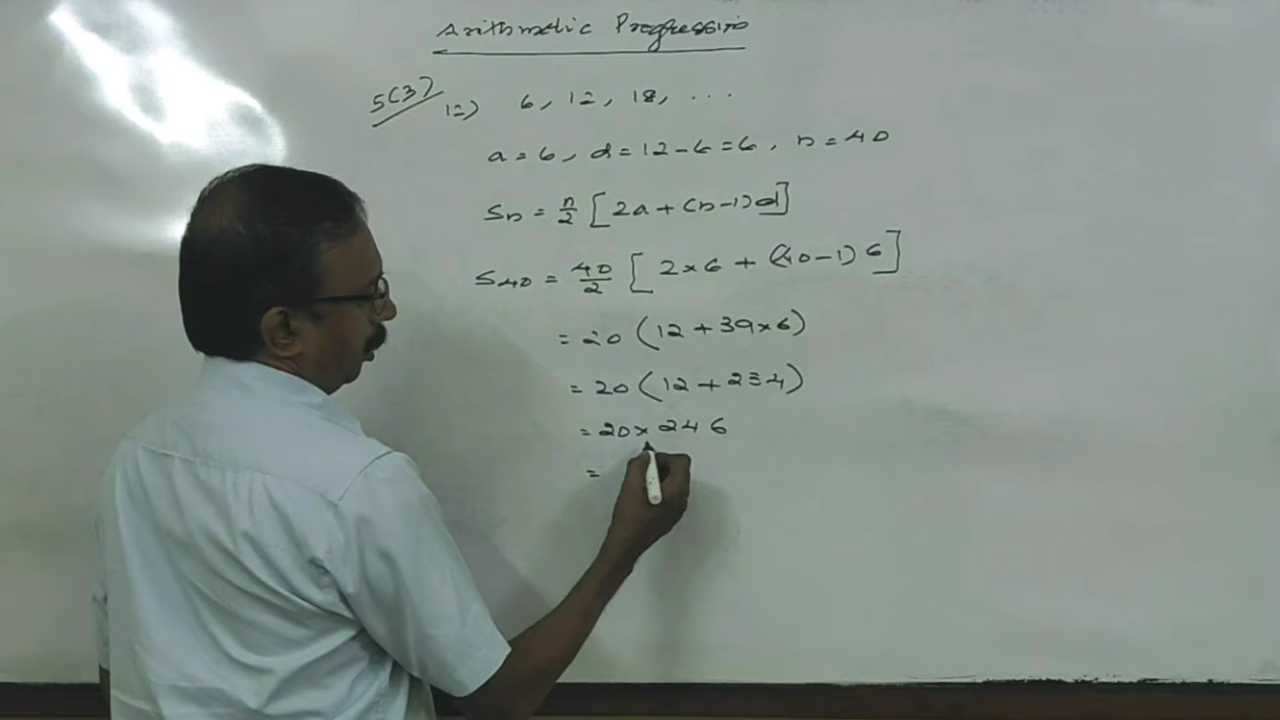 Arithmetic Progression
5(3) 12) 6, 12, 18, ...
a = 6, d = 12 - 6 = 6, n = 40
Sn = n/2 [2a + (n-1)d]
S40 = 40/2 [2×6 + (40-1)6]
= 20 (12 + 39×6)
= 20 (12 + 234)
= 20× 246
=